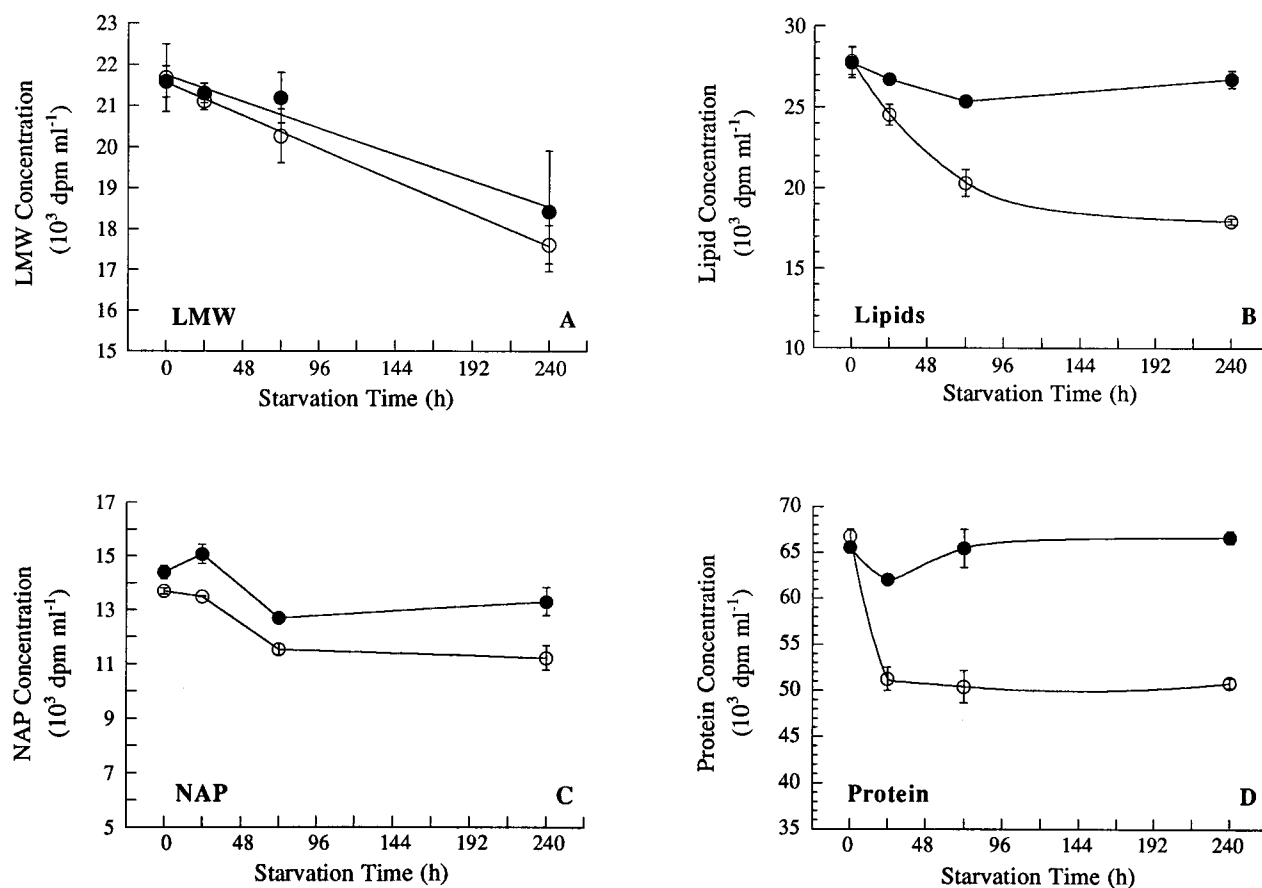 LMW Concentration
(10³ dpm ml⁻¹)
23
22
21
20
19
18
17
16
15
LMW
A
0 48 96 144 192 240
Starvation Time (h)
Lipid Concentration
(10³ dpm ml⁻¹)
30
25
20
15
10
Lipids
B
0 48 96 144 192 240
Starvation Time (h)
NAP Concentration
(10³ dpm ml⁻¹)
17
15
13
11
9
7
5
NAP
C
0 48 96 144 192 240
Starvation Time (h)
Protein Concentration
(10³ dpm ml⁻¹)
70
65
60
55
50
45
40
35
Protein
D
0 48 96 144 192 240
Starvation Time (h)